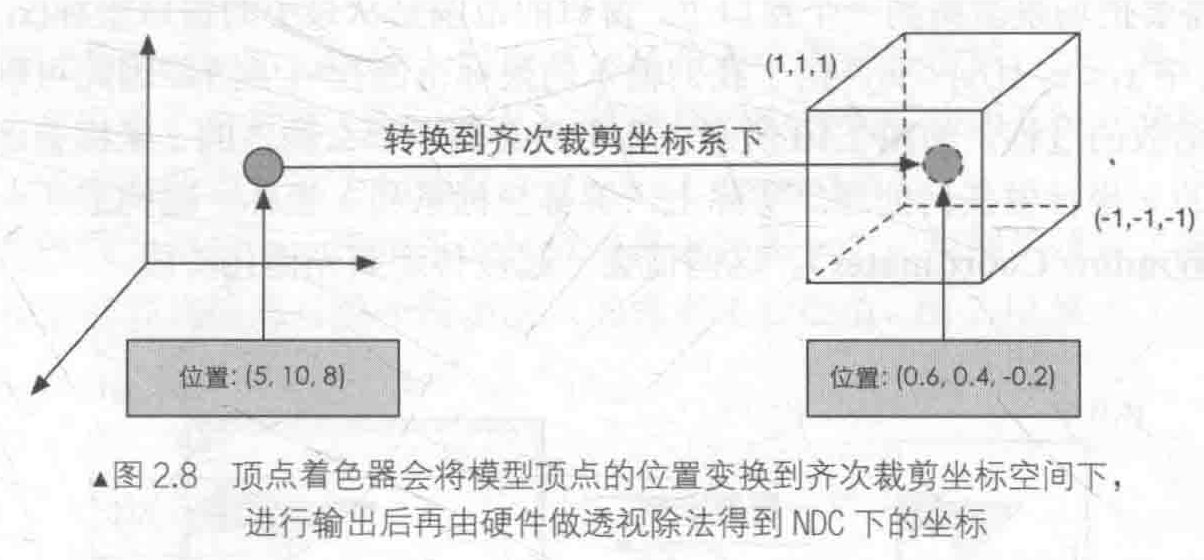 (1,1,1)
转换到齐次裁剪坐标系下
(-1,-1,-1)
位置: (5, 10, 8)
位置: (0.6, 0.4, -0.2)
▲图 2.8 顶点着色器会将模型顶点的位置变换到齐次裁剪坐标空间下，
进行输出后再由硬件做透视除法得到 NDC 下的坐标